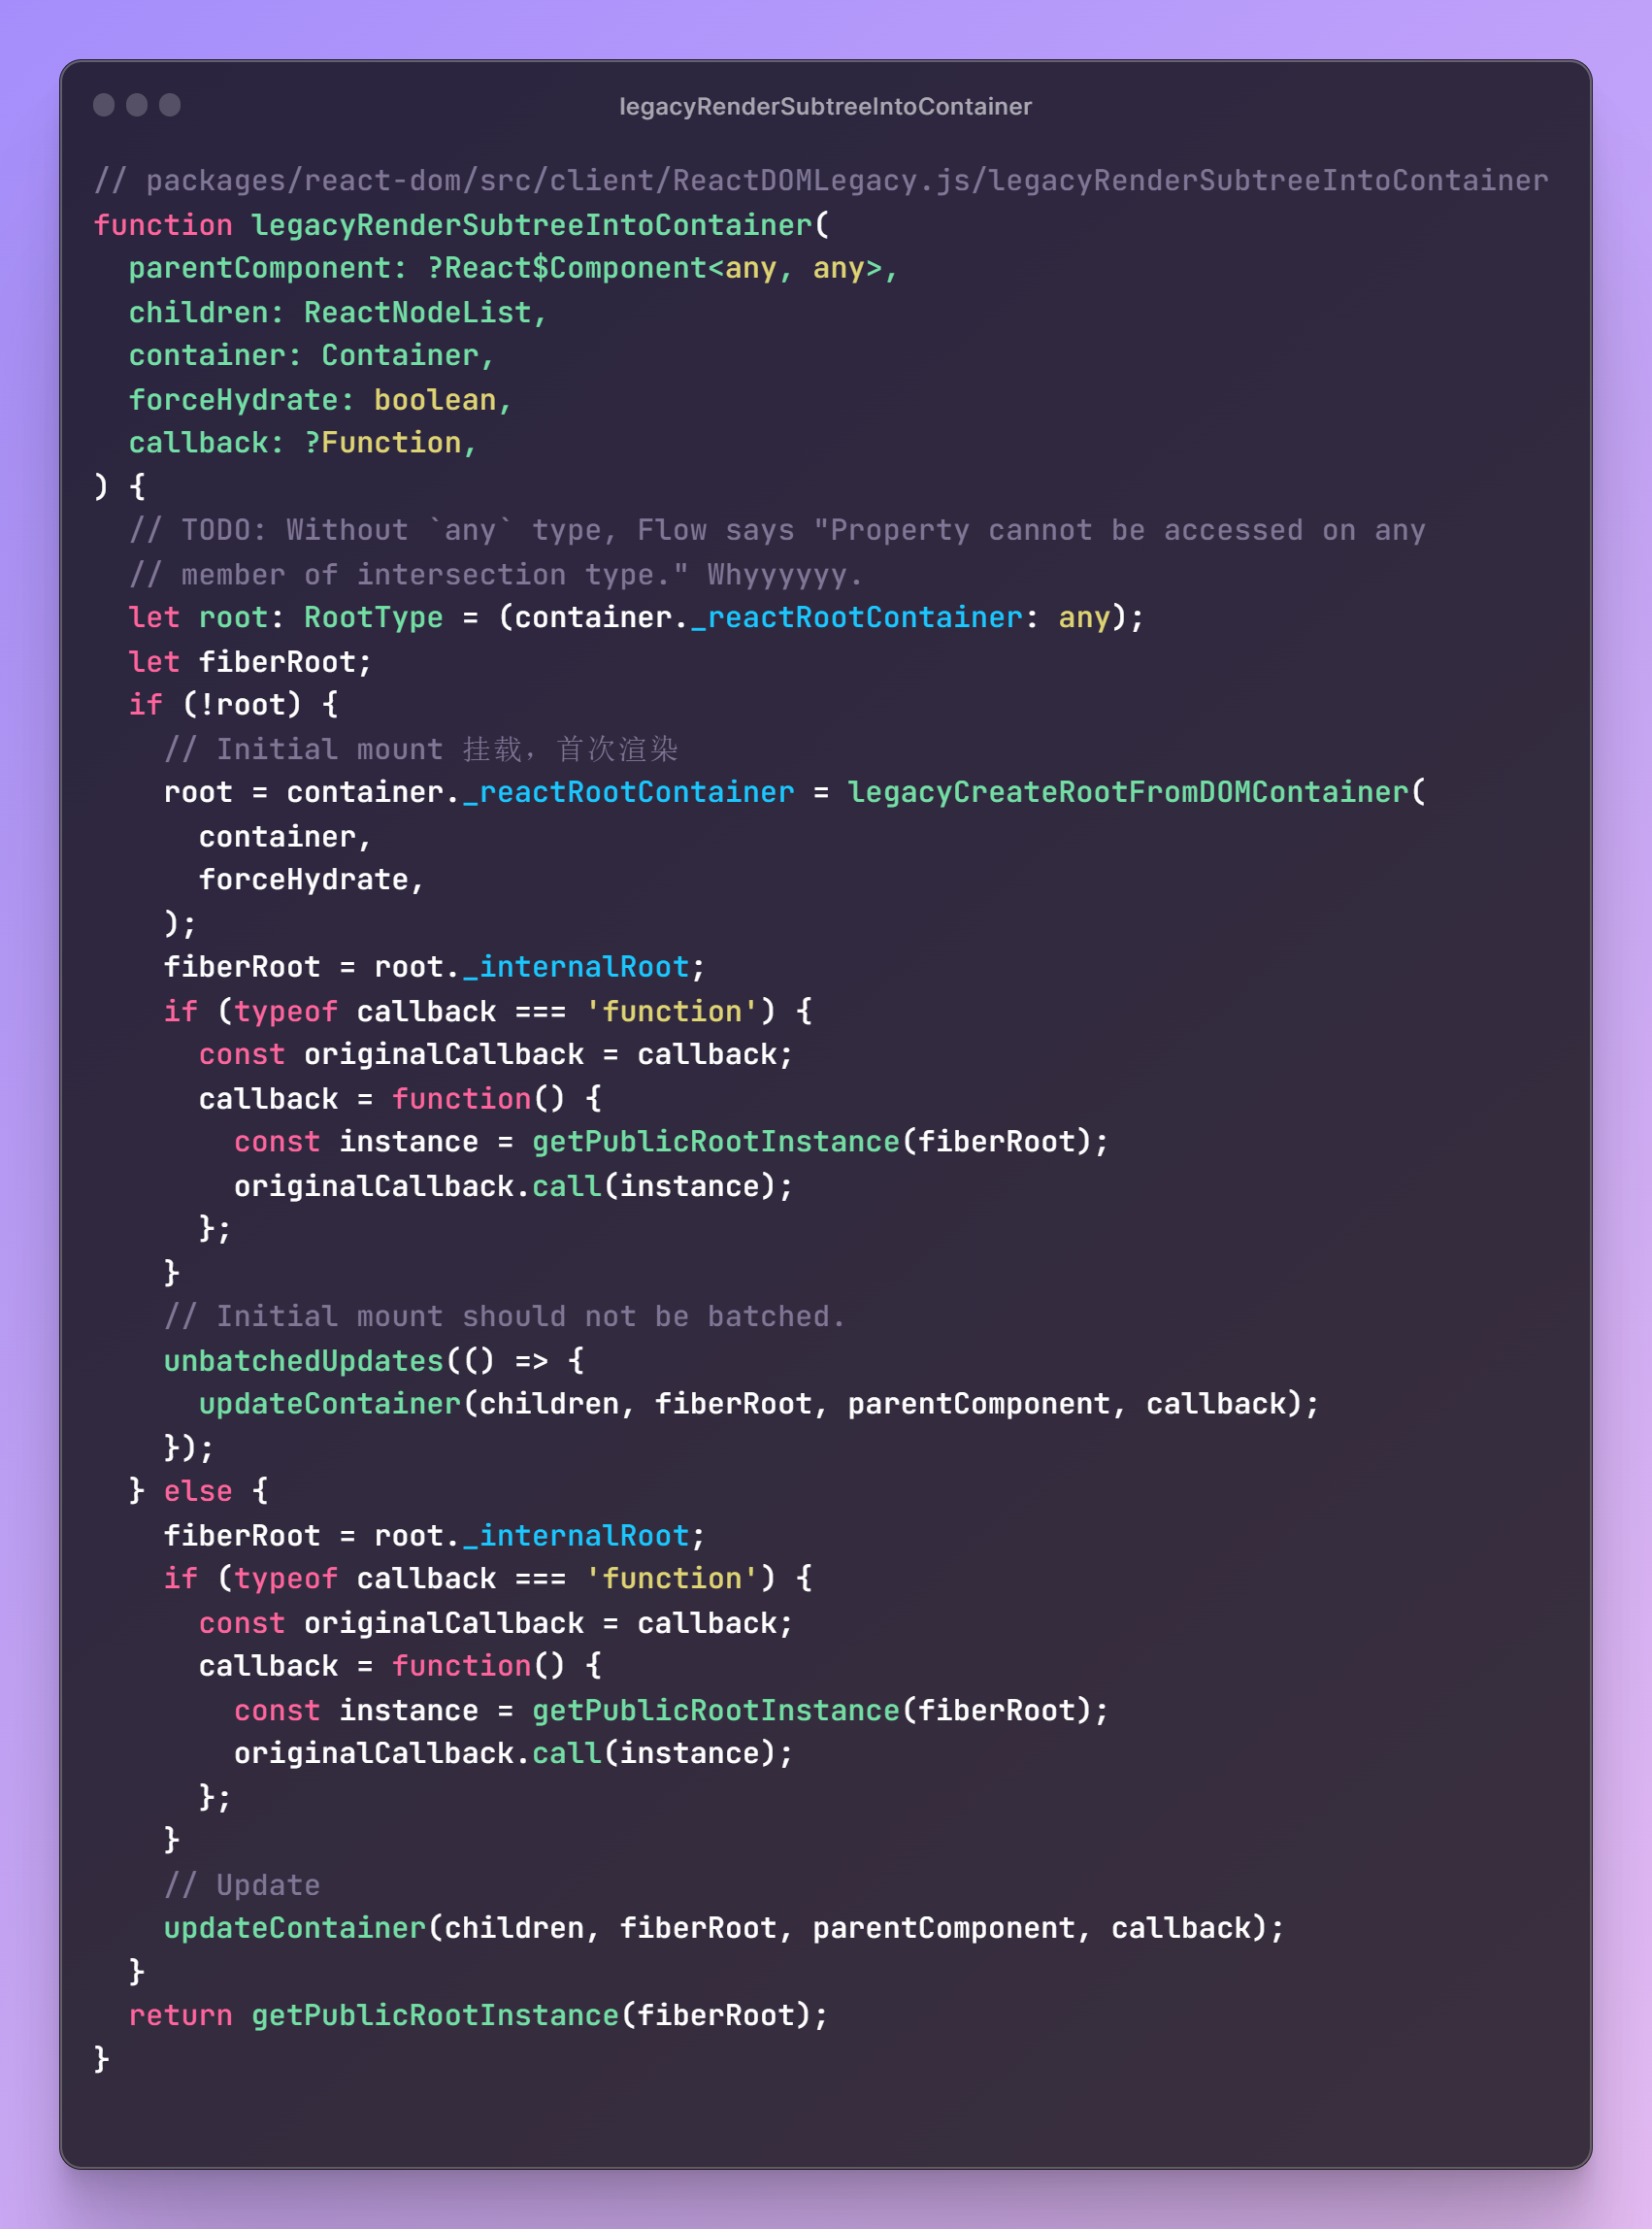 legacyRenderSubtreeIntoContainer
// packages/react-dom/src/client/ReactDOMLegacy.js/legacyRenderSubtreeIntoContainer
function legacyRenderSubtreeIntoContainer(
  parentComponent: ?React$Component<any, any>,
  children: ReactNodeList,
  container: Container,
  forceHydrate: boolean,
  callback: ?Function,
) {
  // TODO: Without `any` type, Flow says "Property cannot be accessed on any
  // member of intersection type." Whyyyyyy.
  let root: RootType = (container._reactRootContainer: any);
  let fiberRoot;
  if (!root) {
    // Initial mount 挂载，首次渲染
    root = container._reactRootContainer = legacyCreateRootFromDOMContainer(
      container,
      forceHydrate,
    );
    fiberRoot = root._internalRoot;
    if (typeof callback === 'function') {
      const originalCallback = callback;
      callback = function() {
        const instance = getPublicRootInstance(fiberRoot);
        originalCallback.call(instance);
      };
    }
    // Initial mount should not be batched.
    unbatchedUpdates(() => {
      updateContainer(children, fiberRoot, parentComponent, callback);
    });
  } else {
    fiberRoot = root._internalRoot;
    if (typeof callback === 'function') {
      const originalCallback = callback;
      callback = function() {
        const instance = getPublicRootInstance(fiberRoot);
        originalCallback.call(instance);
      };
    }
    // Update
    updateContainer(children, fiberRoot, parentComponent, callback);
  }
  return getPublicRootInstance(fiberRoot);
}